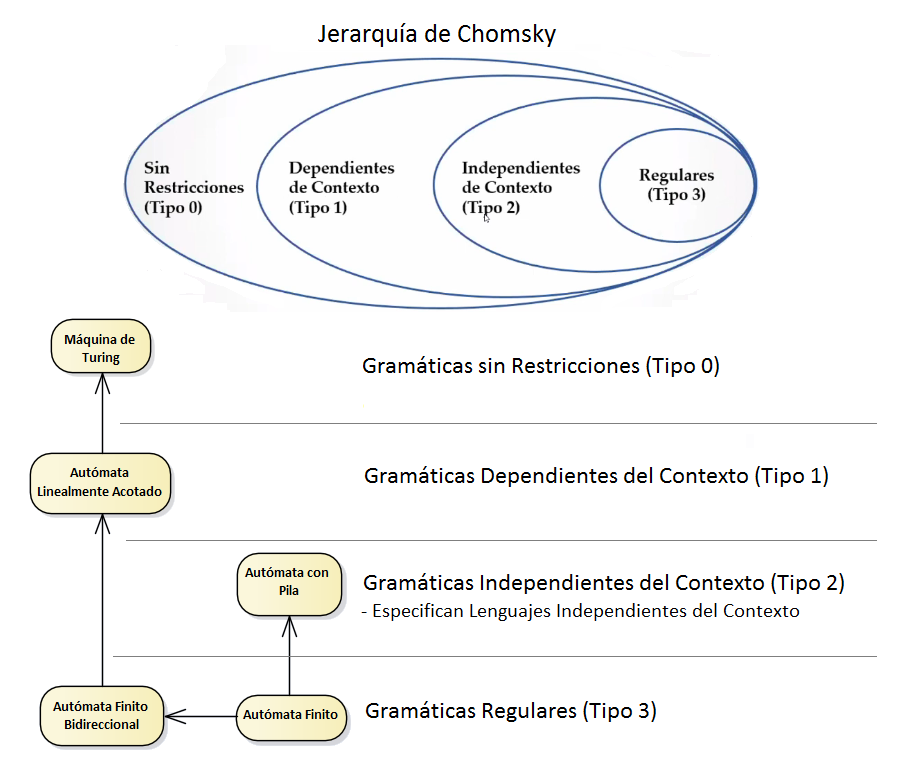 Jerarquía de Chomsky
Sin
Restricciones
(Tipo 0)
Dependientes
de Contexto
(Tipo 1)
Independientes
de Contexto
(Tipo 2)
Regulares
(Tipo 3)
Máquina de
Turing
Gramáticas sin Restricciones (Tipo 0)
Autómata
Linealmente Acotado
Gramáticas Dependientes del Contexto (Tipo 1)
Autómata con
Pila
Gramáticas Independientes del Contexto (Tipo 2)
- Especifican Lenguajes Independientes del Contexto
Autómata Finito
Bidireccional
Autómata Finito
Gramáticas Regulares (Tipo 3)